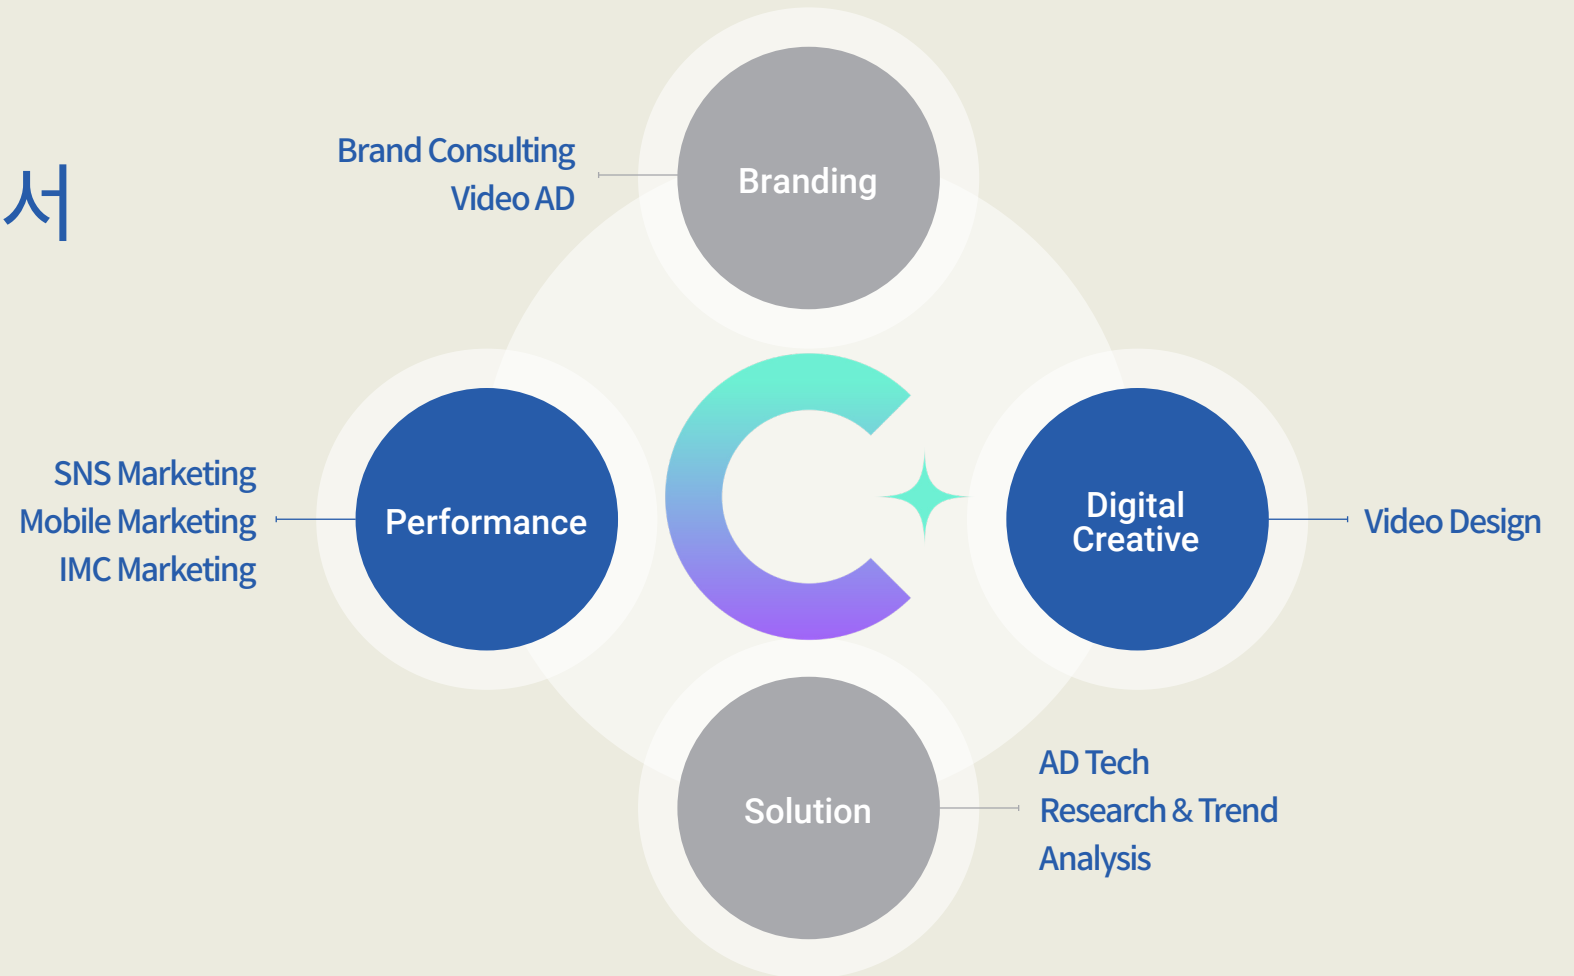 서
Brand Consulting
Video AD
Branding
SNS Marketing
Mobile Marketing
IMC Marketing
Performance
Digital
Creative
Video Design
Solution
AD Tech
Research & Trend
Analysis